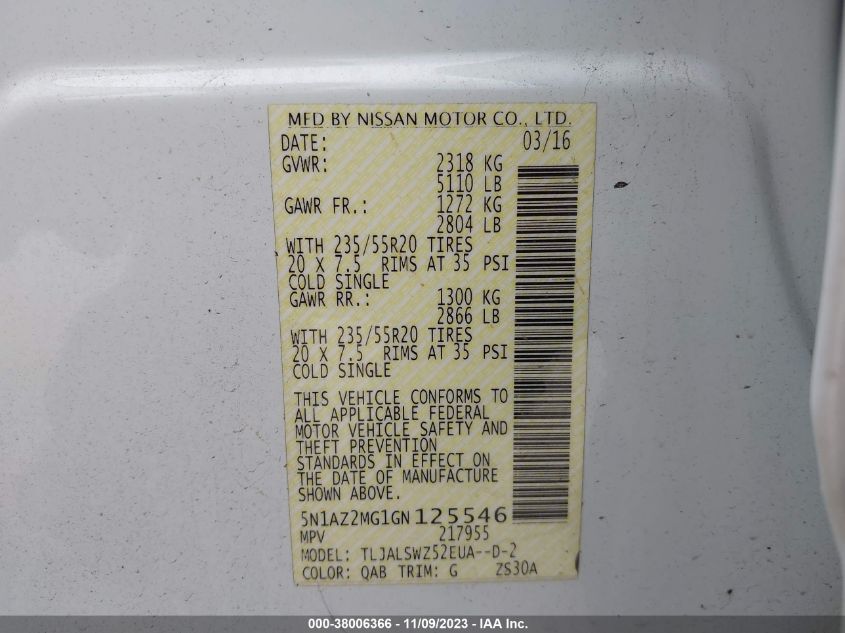 MFD BY NISSAN MOTOR CO., LTD.
DATE: 03/16
GVWR: 2318 KG
5110 LB
GAWR FR.: 1272 KG
2804 LB
WITH 235/55R20 TIRES
20 X 7.5 RIMS AT 35 PSI
COLD SINGLE
GAWR RR.: 1300 KG
2866 LB
WITH 235/55R20 TIRES
20 X 7.5 RIMS AT 35 PSI
COLD SINGLE
THIS VEHICLE CONFORMS TO
ALL APPLICABLE FEDERAL
MOTOR VEHICLE SAFETY AND
THEFT PREVENTION
STANDARDS IN EFFECT ON
THE DATE OF MANUFACTURE
SHOWN ABOVE.
5N1AZ2MG1GN125546
MPV 217955
MODEL: TLJALSWZ52EUA--D-2
COLOR: QAB TRIM: G ZS30A
000-38006366 - 11/09/2023 - IAA Inc.